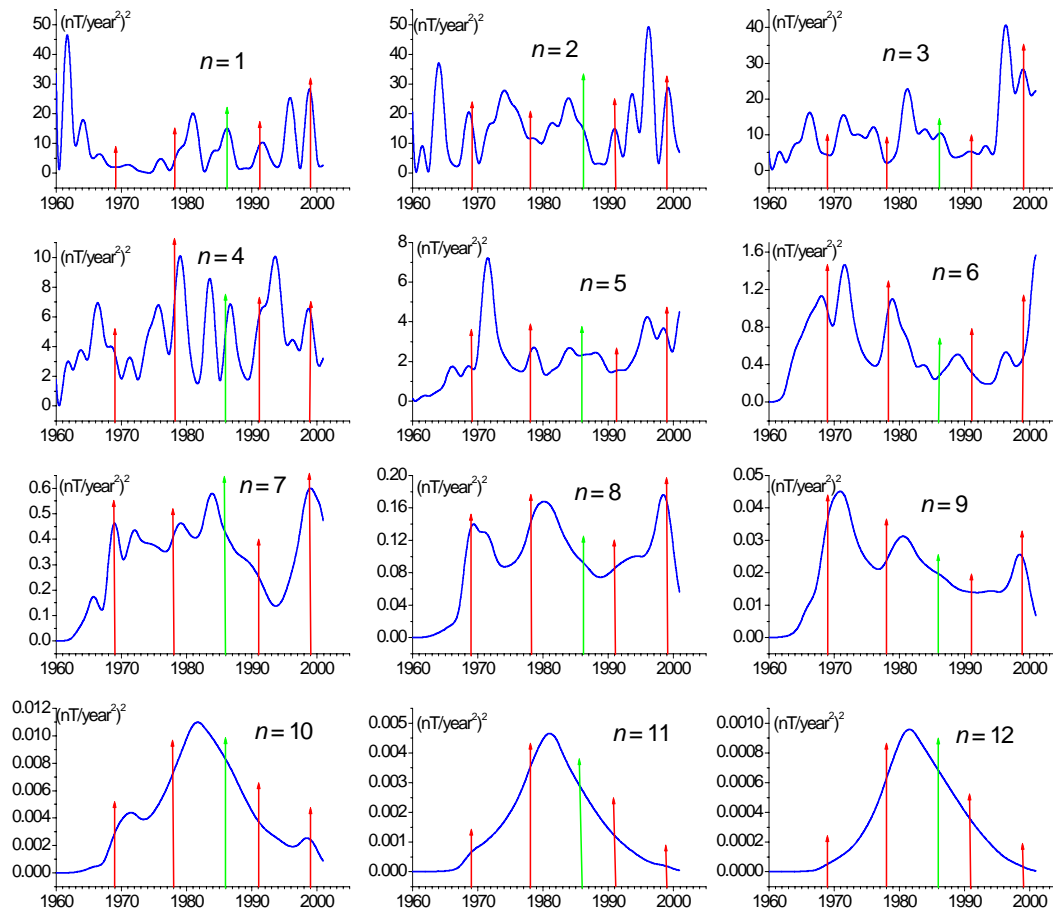 (nT/year²)²
n = 1
50
40
30
20
10
0
1960 1970 1980 1990 2000
(nT/year²)²
n = 2
50
40
30
20
10
0
1960 1970 1980 1990 2000
(nT/year²)²
n = 3
40
30
20
10
0
1960 1970 1980 1990 2000
(nT/year²)²
n = 4
10
8
6
4
2
0
1960 1970 1980 1990 2000
(nT/year²)²
n = 5
8
6
4
2
0
1960 1970 1980 1990 2000
(nT/year²)²
n = 6
1.6
1.2
0.8
0.4
0.0
1960 1970 1980 1990 2000
(nT/year²)²
n = 7
0.6
0.5
0.4
0.3
0.2
0.1
0.0
1960 1970 1980 1990 2000
(nT/year²)²
n = 8
0.20
0.16
0.12
0.08
0.04
0.00
1960 1970 1980 1990 2000
(nT/year²)²
n = 9
0.05
0.04
0.03
0.02
0.01
0.00
1960 1970 1980 1990 2000
(nT/year²)²
n = 10
0.012
0.010
0.008
0.006
0.004
0.002
0.000
1960 1970 1980 1990 2000
(nT/year²)²
n = 11
0.005
0.004
0.003
0.002
0.001
0.000
1960 1970 1980 1990 2000
(nT/year²)²
n = 12
0.0010
0.0008
0.0006
0.0004
0.0002
0.0000
1960 1970 1980 1990 2000